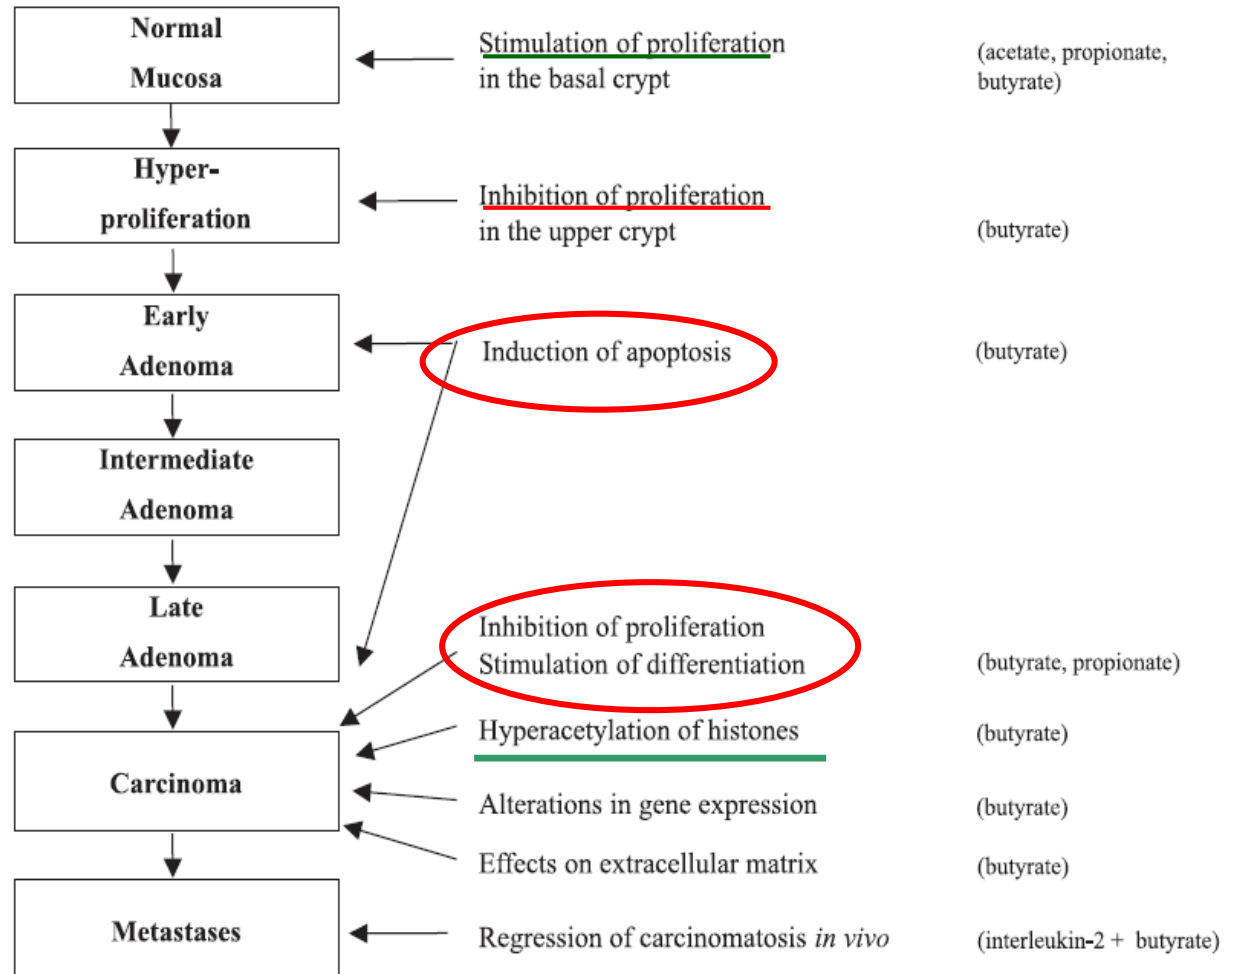 Normal
Mucosa
Stimulation of proliferation
in the basal crypt
(acetate, propionate,
butyrate)
Hyper-
proliferation
Inhibition of proliferation
in the upper crypt
(butyrate)
Early
Adenoma
Induction of apoptosis
(butyrate)
Intermediate
Adenoma
Late
Adenoma
Inhibition of proliferation
Stimulation of differentiation
(butyrate, propionate)
Carcinoma
Hyperacetylation of histones
(butyrate)
Alterations in gene expression
(butyrate)
Effects on extracellular matrix
(butyrate)
Metastases
Regression of carcinomatosis in vivo
(interleukin-2 + butyrate)